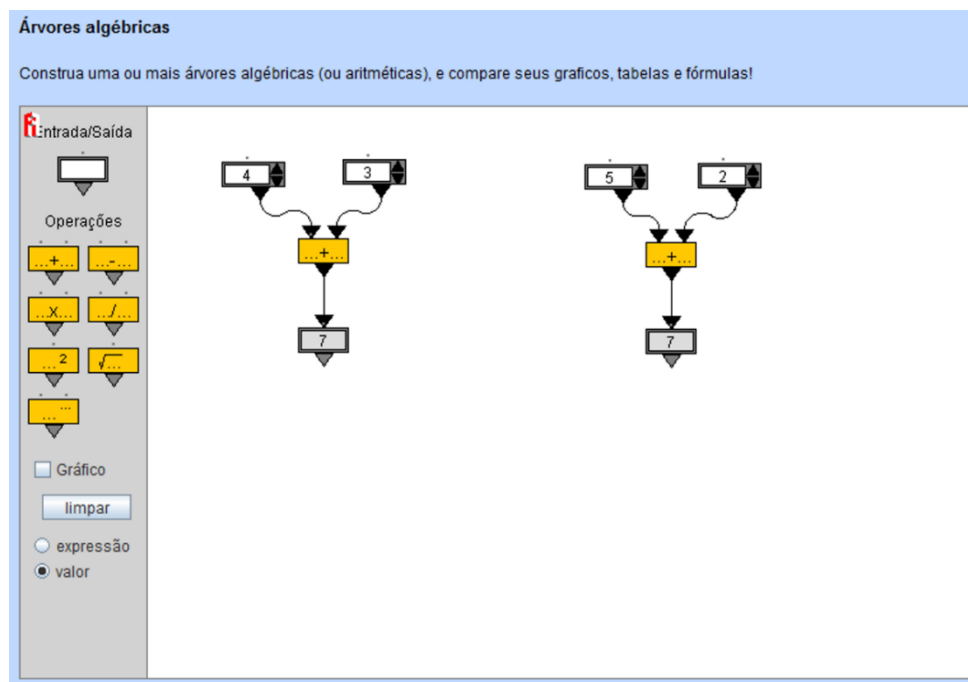 Árvores algébricas
Construa uma ou mais árvores algébricas (ou aritméticas), e compare seus graficos, tabelas e fórmulas!
Entrada/Saída
Operações
...+... ...-...
...x... .../...
...² √...
... ...
Gráfico
limpar
expressão
valor
4 3
...+...
7
5 2
...+...
7